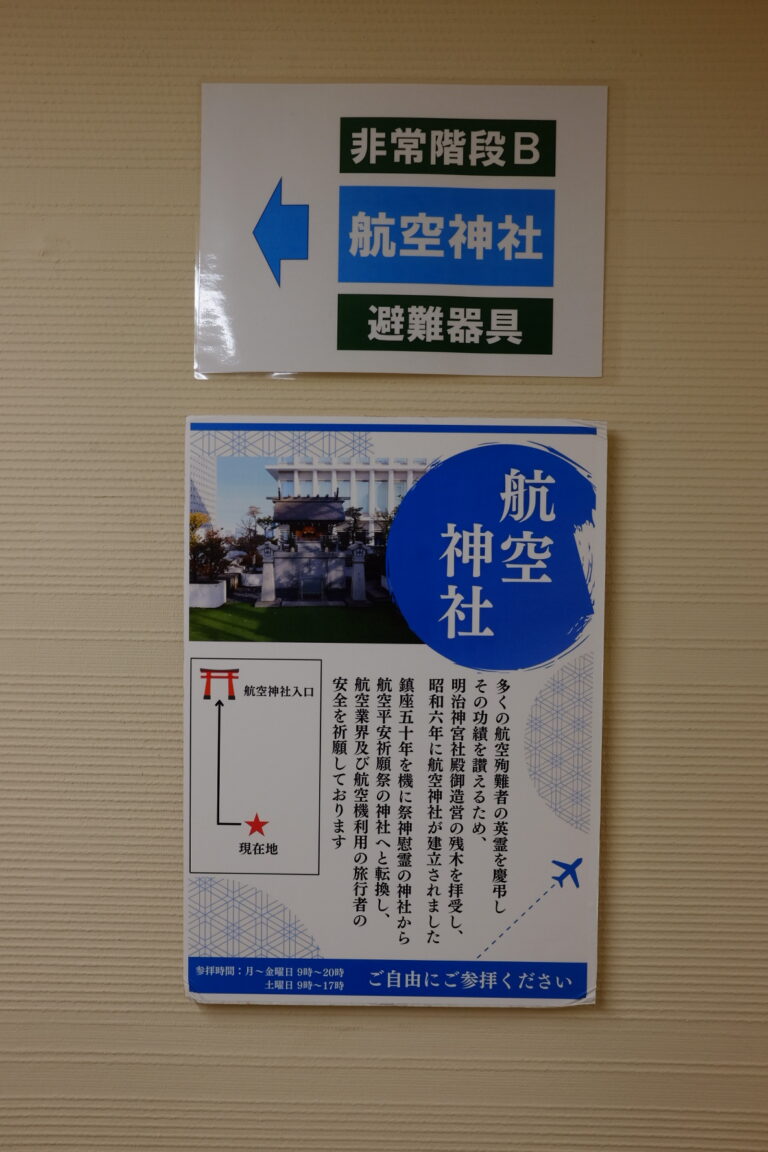 非常階段B
航空神社
避難器具
航空
神社
多くの航空殉難者の英霊を慶弔し
その功績を讃えるため、
明治神宮社殿御造営の残木を拝受し、
昭和六年に航空神社が建立されました
鎮座五十年を機に祭神慰霊の神社から
航空平安祈願祭の神社へと転換し、
航空業界及び航空機利用の旅行者の
安全を祈願しております
航空神社入口
現在地
参拝時間：月～金曜日 9時～20時
土曜日 9時～17時
ご自由にご参拝ください